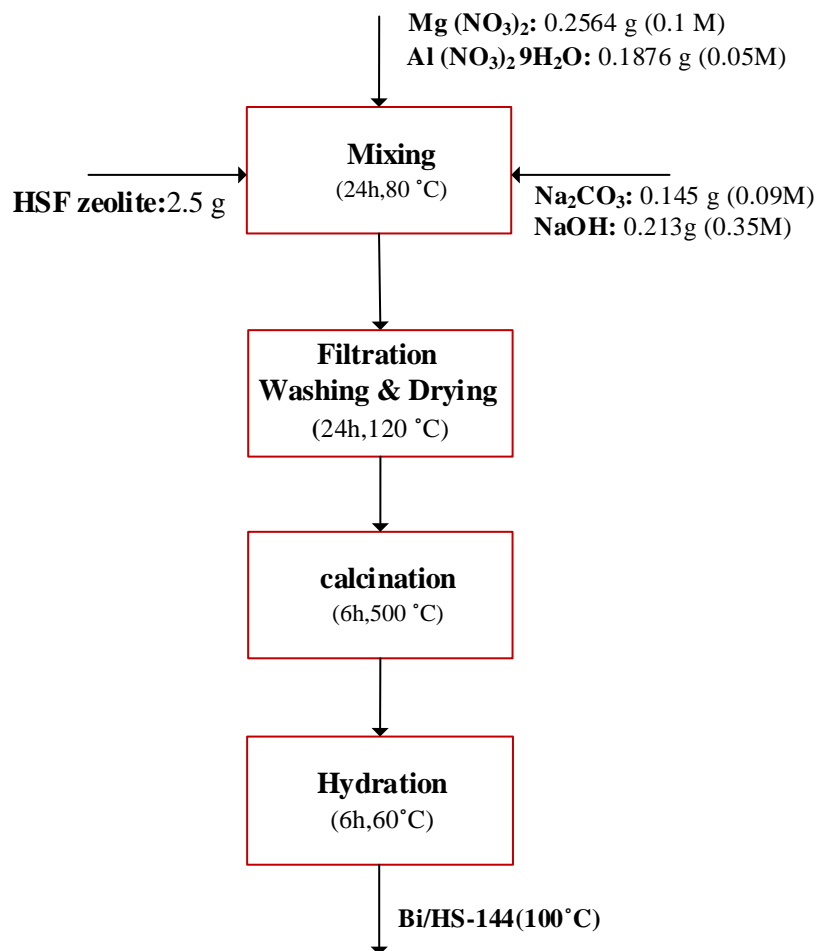 Mg (NO₃)₂: 0.2564 g (0.1 M)
Al (NO₃)₂ 9H₂O: 0.1876 g (0.05M)
Mixing
(24h,80 ˚C)
HSF zeolite:2.5 g
Na₂CO₃: 0.145 g (0.09M)
NaOH: 0.213g (0.35M)
Filtration
Washing & Drying
(24h,120 ˚C)
calcination
(6h,500 ˚C)
Hydration
(6h,60˚C)
Bi/HS-144(100˚C)